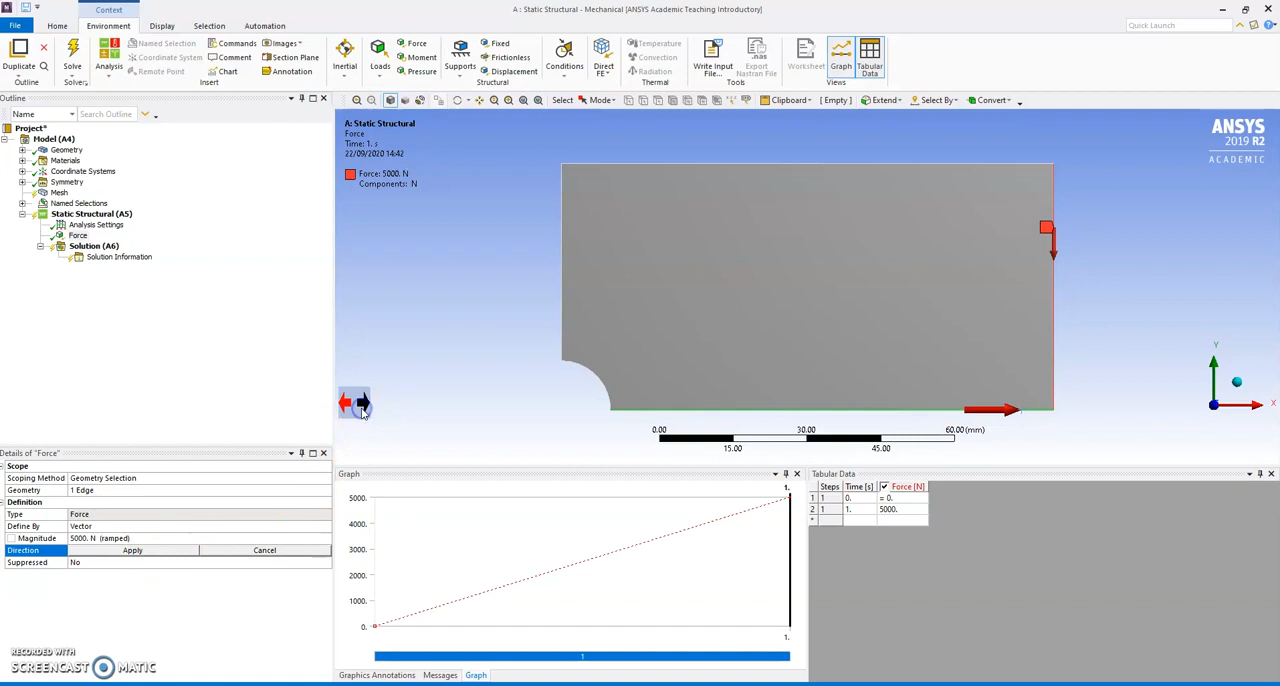 Context
A : Static Structural - Mechanical [ANSYS Academic Teaching Introductory]
File Home Environment Display Selection Automation
Quick Launch
Duplicate
Outline
Solve
Solver
Analysis
Named Selection
Coordinate System
Remote Point
Commands
Comment
Chart
Images
Section Plane
Annotation
Insert
Inertial
Loads
Force
Moment
Pressure
Supports
Fixed
Frictionless
Displacement
Structural
Conditions
Direct
FE
Temperature
Convection
Radiation
Thermal
Write Input
File...
Export
Nastran File
Tools
Worksheet
Graph
Tabular
Data
Views
Outline
Select Mode Clipboard [ Empty ] Extend Select By Convert
Name Search Outline
Project*
Model (A4)
Geometry
Materials
Coordinate Systems
Symmetry
Mesh
Named Selections
Static Structural (A5)
Analysis Settings
Force
Solution (A6)
Solution Information
A: Static Structural
Force
Time: 1. s
22/09/2020 14:42
Force: 5000. N
Components: N
ANSYS
2019 R2
ACADEMIC
Y
X
0.00 30.00 60.00 (mm)
15.00 45.00
Details of "Force"
Scope
Scoping Method Geometry Selection
Geometry 1 Edge
Definition
Type Force
Define By Vector
Magnitude 5000. N (ramped)
Direction Apply Cancel
Suppressed No
Graph
1.
5000.
4000.
3000.
2000.
1000.
0.
1.
1
Graphics Annotations Messages Graph
Tabular Data
Steps Time [s] Force [N]
1 1 0. = 0.
2 1 1. 5000.
*
RECORDED WITH
SCREENCAST MATIC